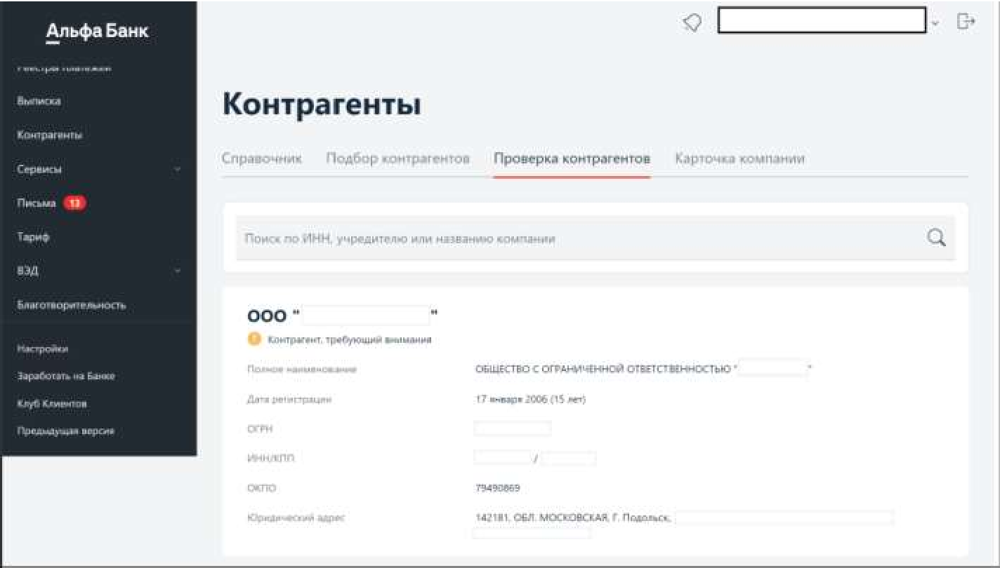 Альфа Банк
Выписка
Контрагенты
Сервисы
Письма 13
Тариф
ВЭД
Благотворительность
Настройки
Заработать на Банке
Клуб Клиентов
Предыдущая версия
Контрагенты
Справочник Подбор контрагентов Проверка контрагентов Карточка компании
Поиск по ИНН, учредителю или названию компании
ООО " "
! Контрагент, требующий внимания
Полное наименование ОБЩЕСТВО С ОГРАНИЧЕННОЙ ОТВЕТСТВЕННОСТЬЮ " "
Дата регистрации 17 января 2006 (15 лет)
ОГРН
ИНН/КПП /
ОКПО 79490869
Юридический адрес 142181, ОБЛ. МОСКОВСКАЯ, Г. Подольск,